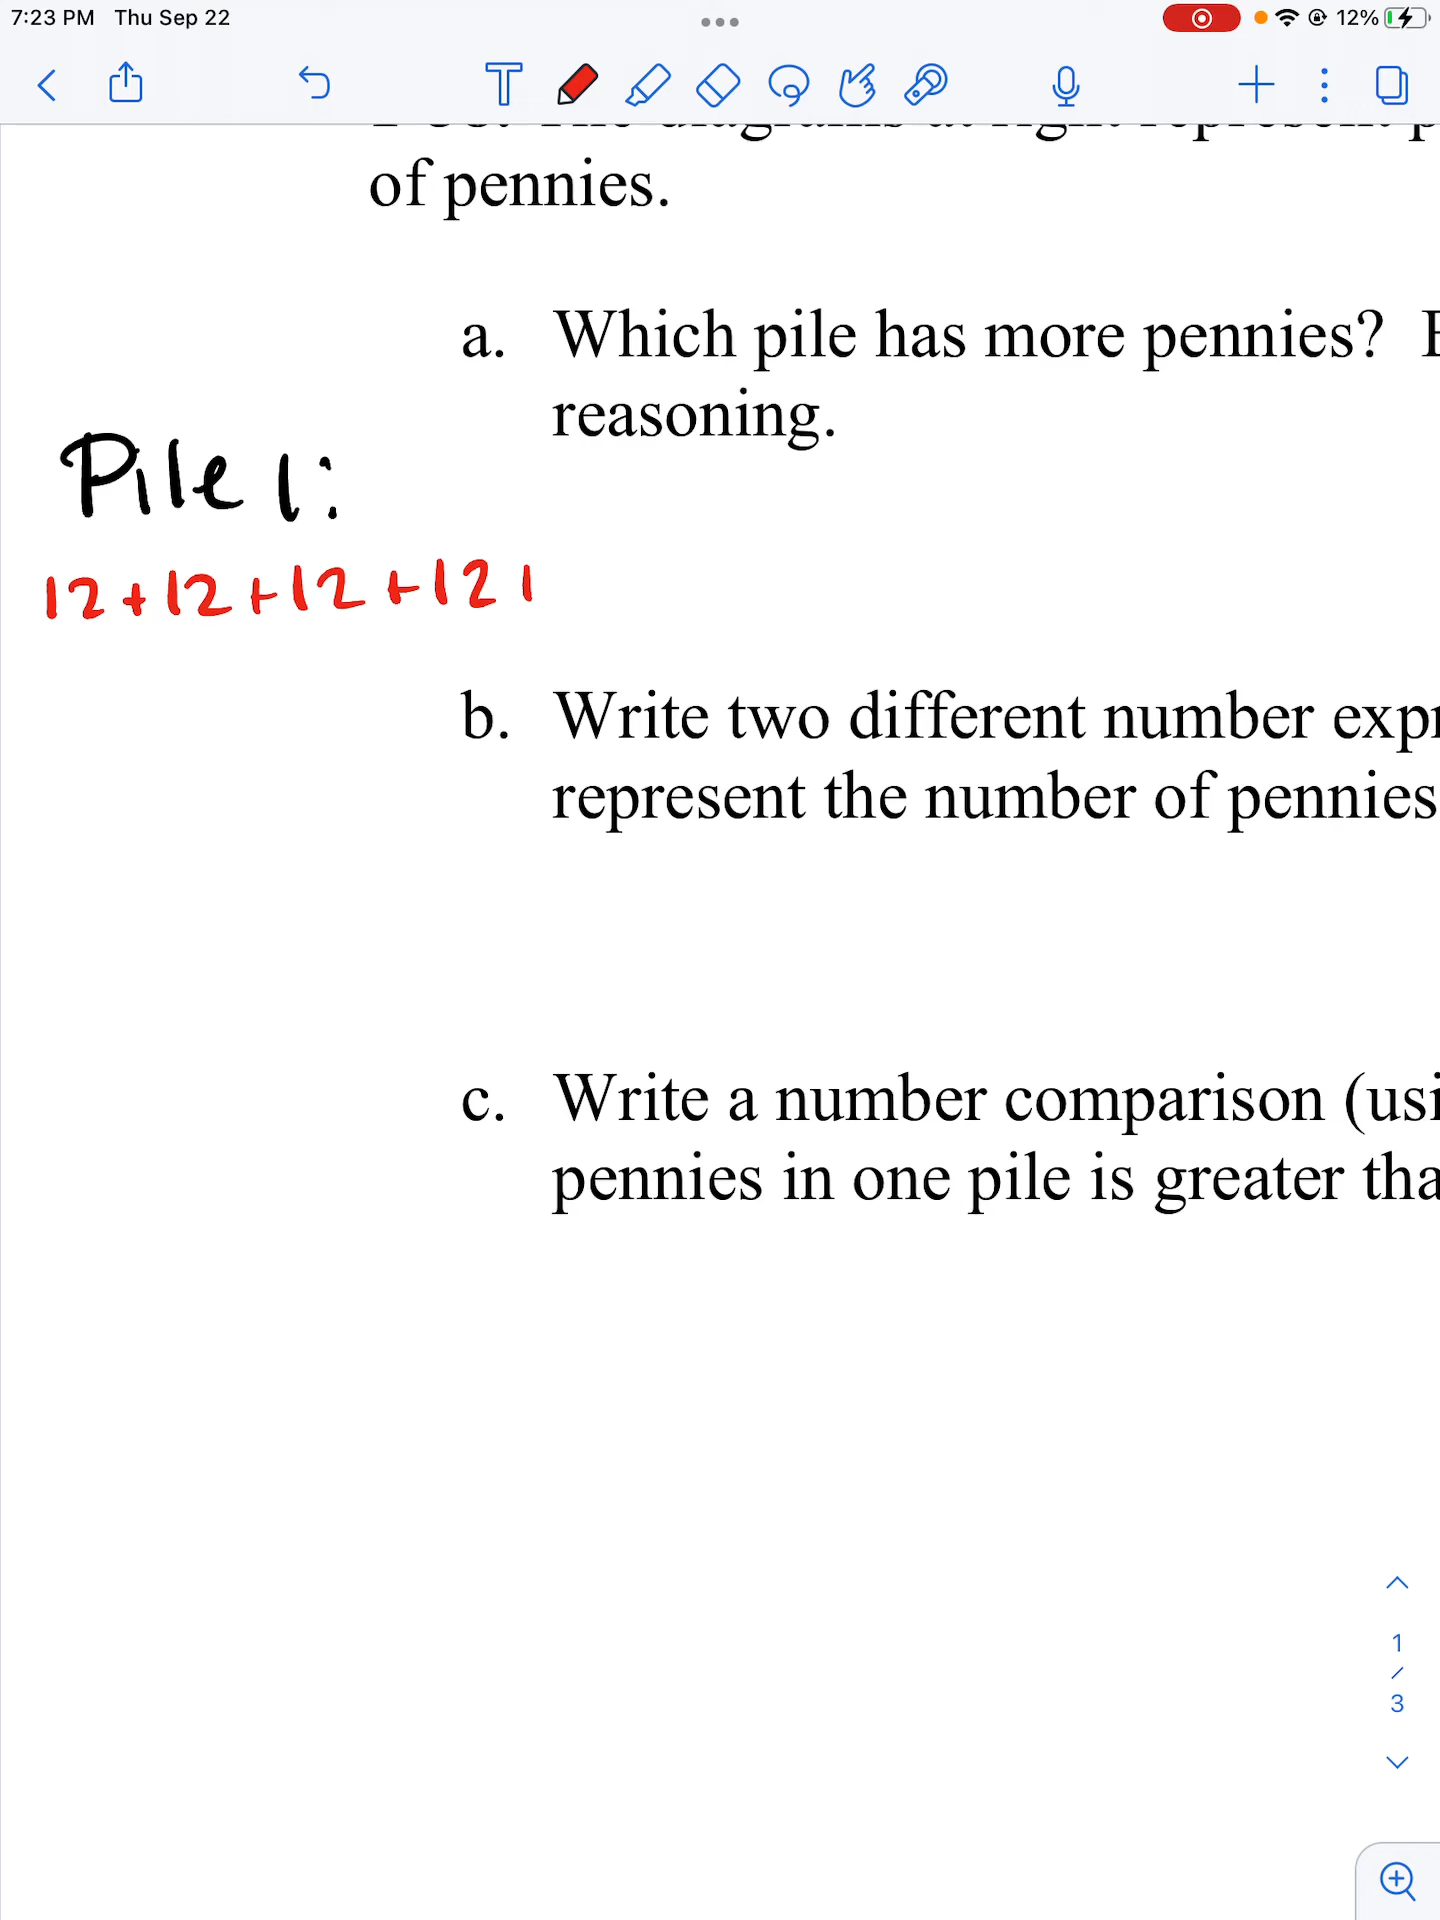 7:23 PM Thu Sep 22
12%
of pennies.
a. Which pile has more pennies?
reasoning.
Pile 1:
12+12+12+12 1
b. Write two different number
represent the number of pennies
c. Write a number comparison
pennies in one pile is greater
1
/
3